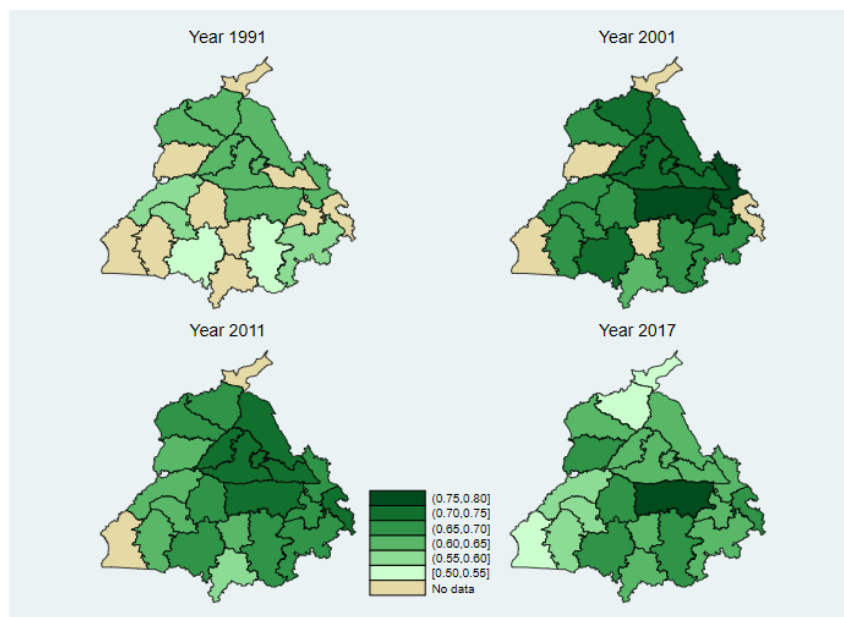 Year 1991
Year 2001
Year 2011
Year 2017
(0.75,0.80]
(0.70,0.75]
(0.65,0.70]
(0.60,0.65]
(0.55,0.60]
[0.50,0.55]
No data